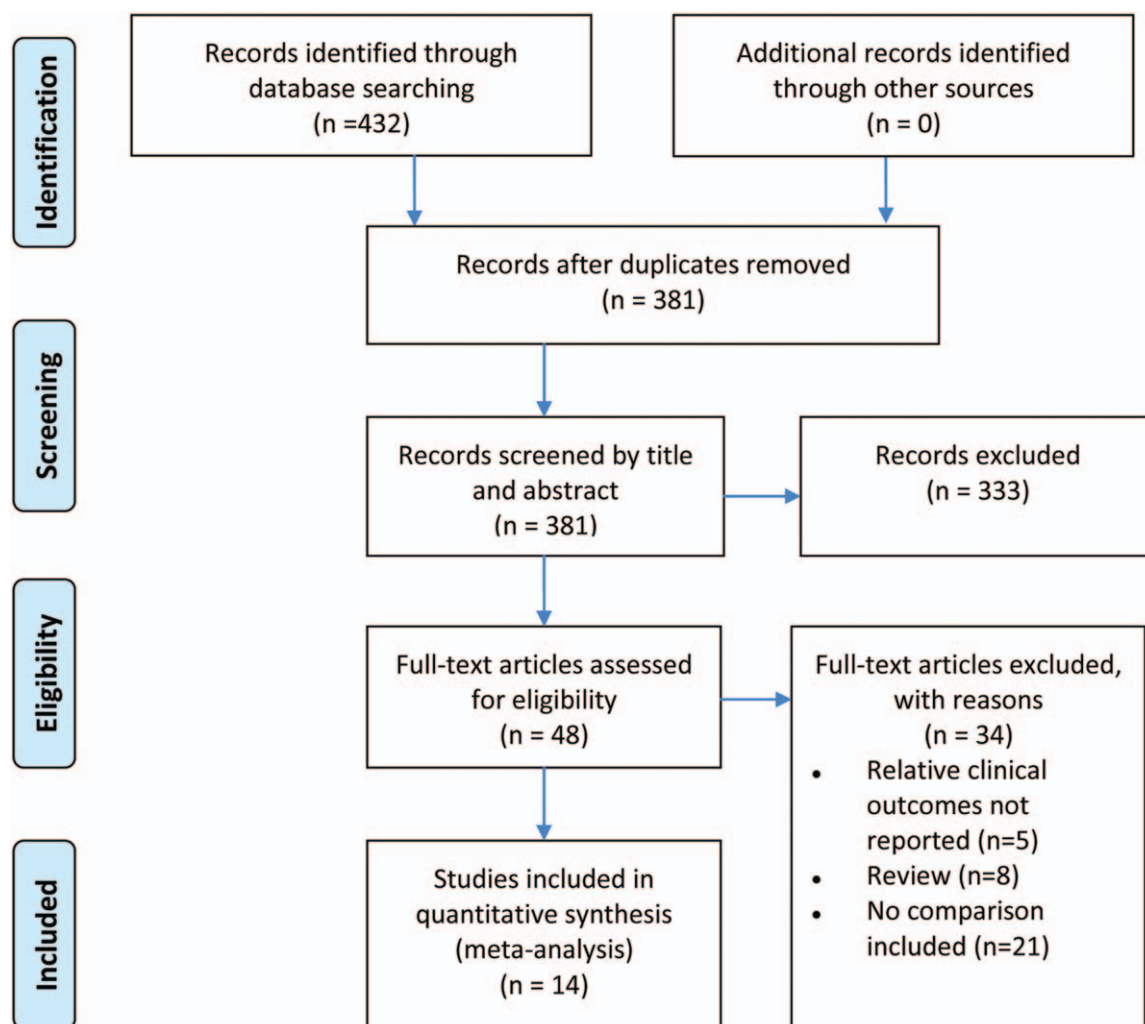 Identification
Records identified through
database searching
(n =432)
Additional records identified
through other sources
(n = 0)
Records after duplicates removed
(n = 381)
Screening
Records screened by title
and abstract
(n = 381)
Records excluded
(n = 333)
Eligibility
Full-text articles assessed
for eligibility
(n = 48)
Full-text articles excluded,
with reasons
(n = 34)
• Relative clinical
outcomes not
reported (n=5)
• Review (n=8)
• No comparison
included (n=21)
Included
Studies included in
quantitative synthesis
(meta-analysis)
(n = 14)